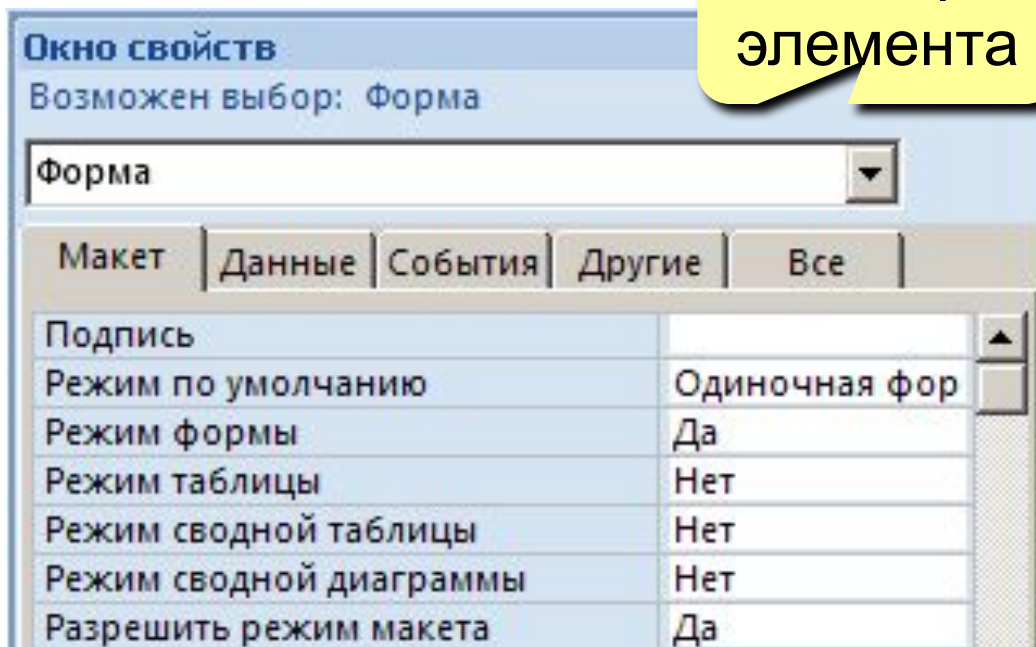 элемента
Окно свойств
Возможен выбор: Форма
Форма
Макет Данные События Другие Все
Подпись
Режим по умолчанию Одиночная фор
Режим формы Да
Режим таблицы Нет
Режим сводной таблицы Нет
Режим сводной диаграммы Нет
Разрешить режим макета Да